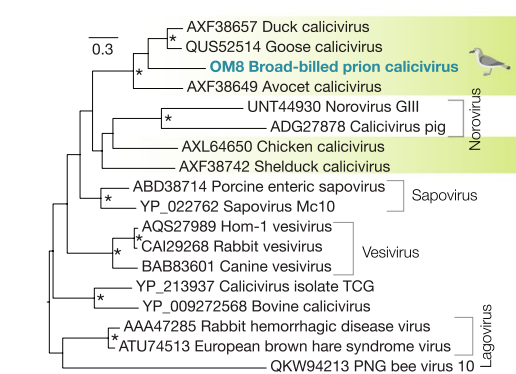 AXF38657 Duck calicivirus
0.3
*
QUS52514 Goose calicivirus
OM8 Broad-billed prion calicivirus
*
AXF38649 Avocet calicivirus
UNT44930 Norovirus GIII
*
ADG27878 Calicivirus pig
Norovirus
AXL64650 Chicken calicivirus
AXF38742 Shelduck calicivirus
ABD38714 Porcine enteric sapovirus
*
Sapovirus
YP_022762 Sapovirus Mc10
AQS27989 Hom-1 vesivirus
*
CAI29268 Rabbit vesivirus
*
Vesivirus
BAB83601 Canine vesivirus
YP_213937 Calicivirus isolate TCG
*
YP_009272568 Bovine calicivirus
AAA47285 Rabbit hemorrhagic disease virus
*
ATU74513 European brown hare syndrome virus
Lagovirus
QKW94213 PNG bee virus 10